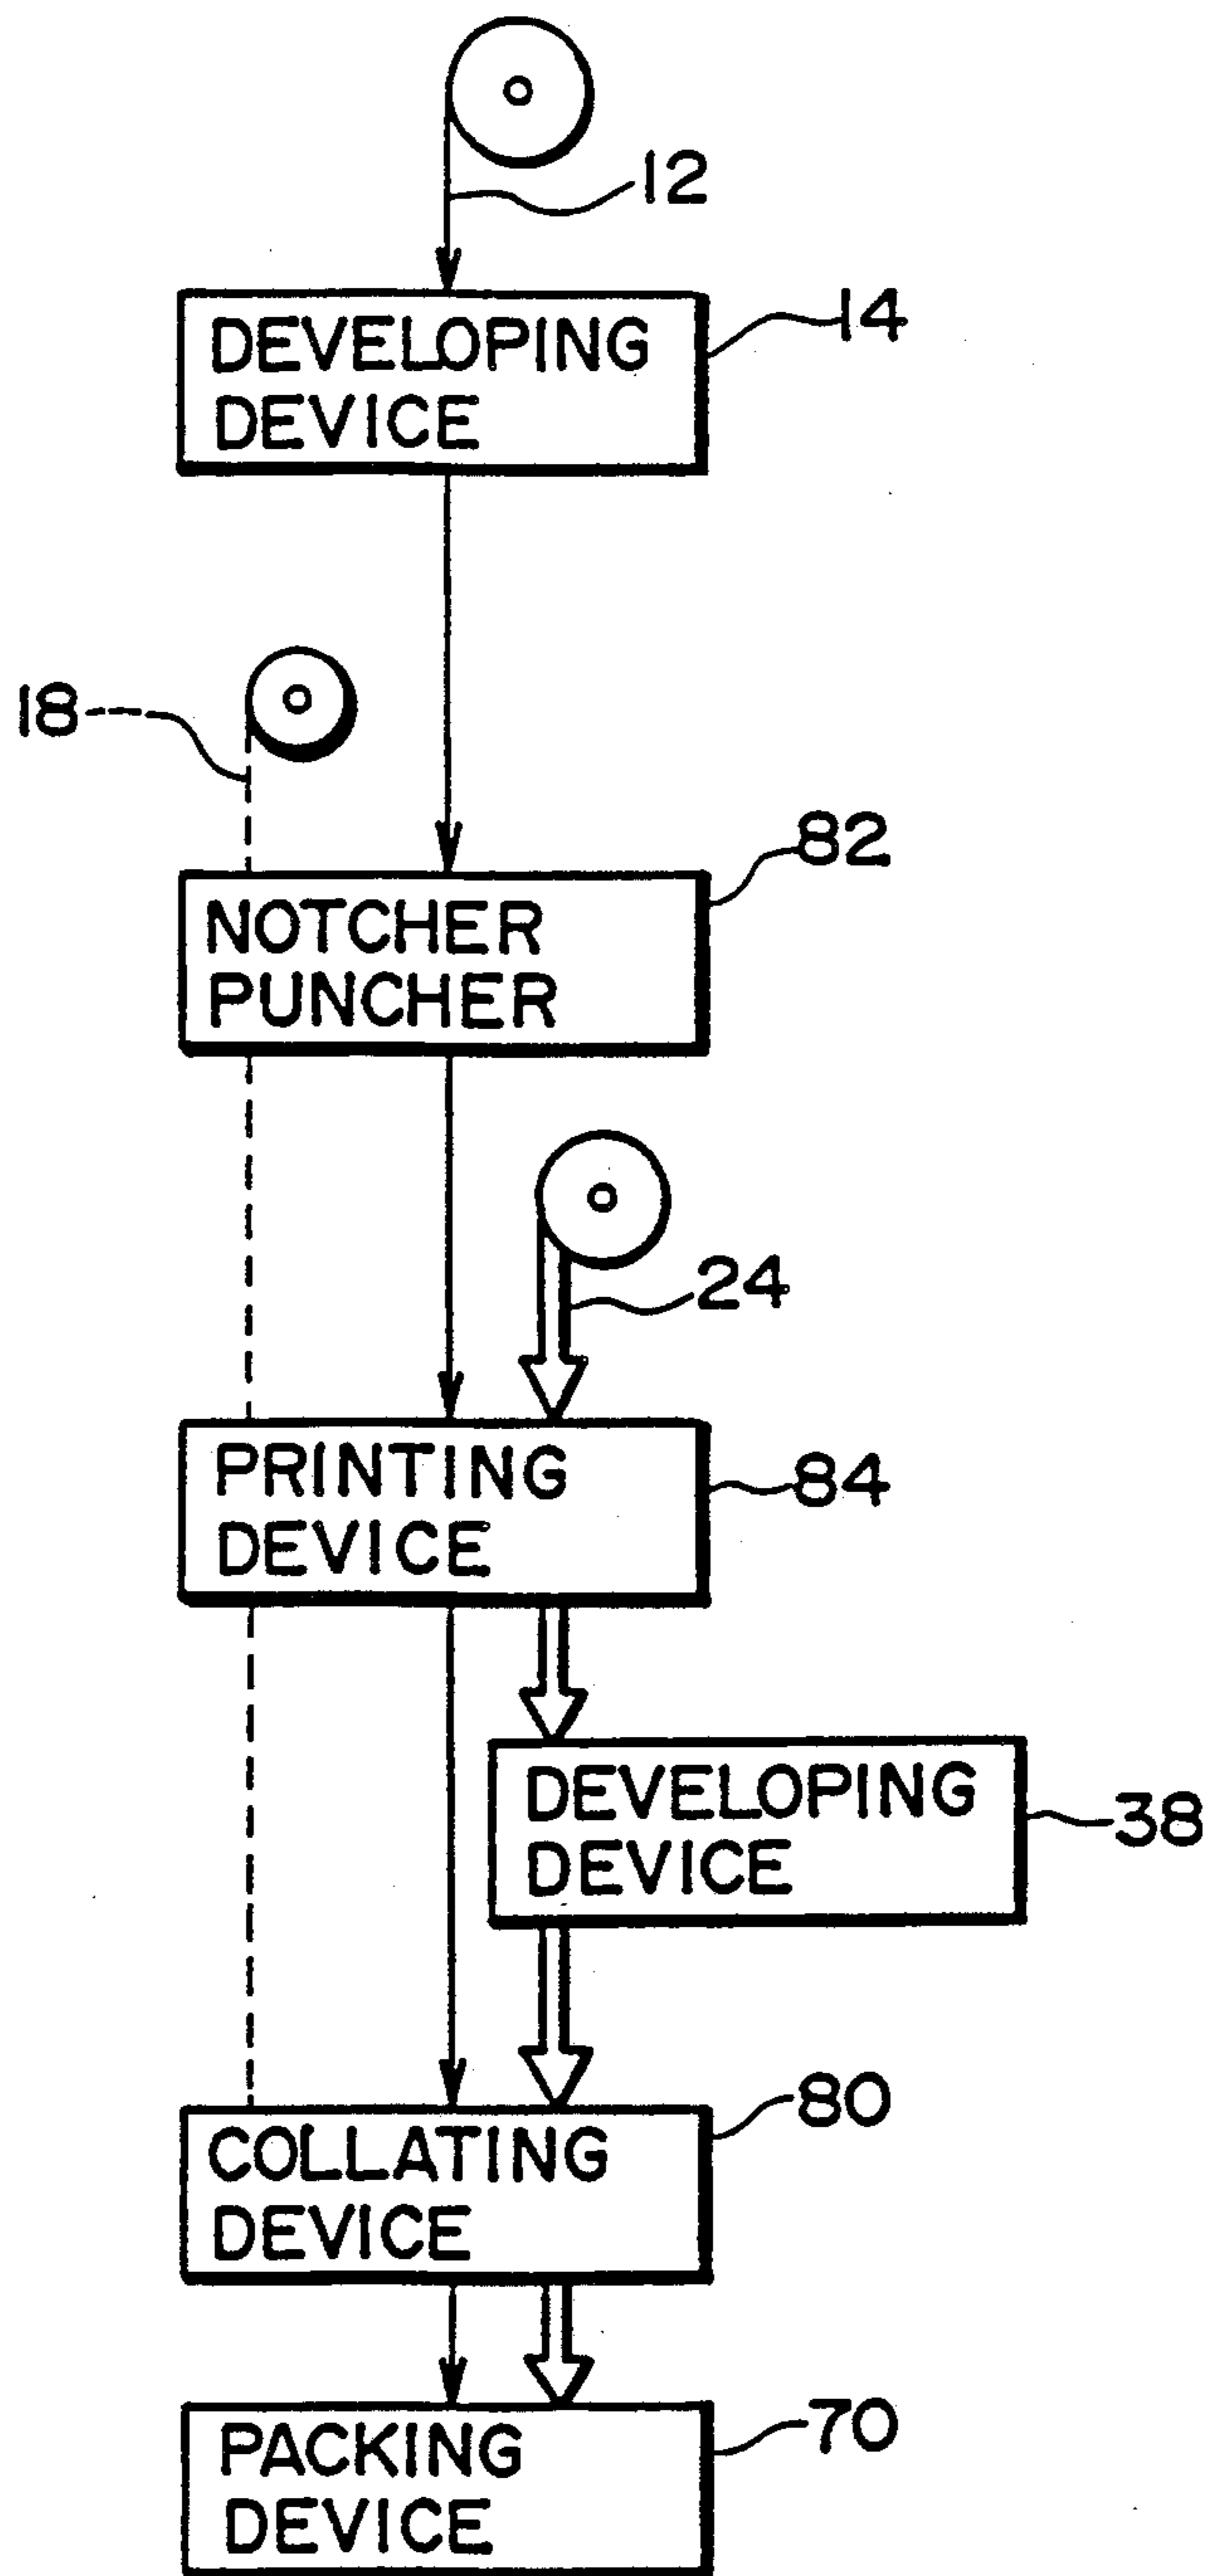 12
DEVELOPING
DEVICE
14
18
82
NOTCHER
PUNCHER
24
PRINTING
DEVICE
84
DEVELOPING
DEVICE
38
80
COLLATING
DEVICE
PACKING
DEVICE
70